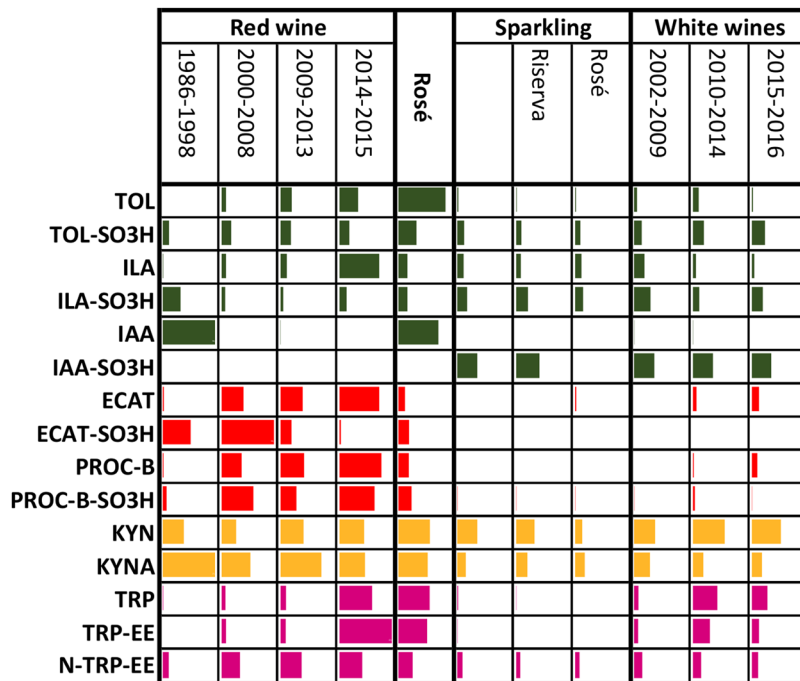 Red wine
Rosé
Sparkling
White wines
1986-1998
2000-2008
2009-2013
2014-2015
Riserva
Rosé
2002-2009
2010-2014
2015-2016
TOL
TOL-SO3H
ILA
ILA-SO3H
IAA
IAA-SO3H
ECAT
ECAT-SO3H
PROC-B
PROC-B-SO3H
KYN
KYNA
TRP
TRP-EE
N-TRP-EE